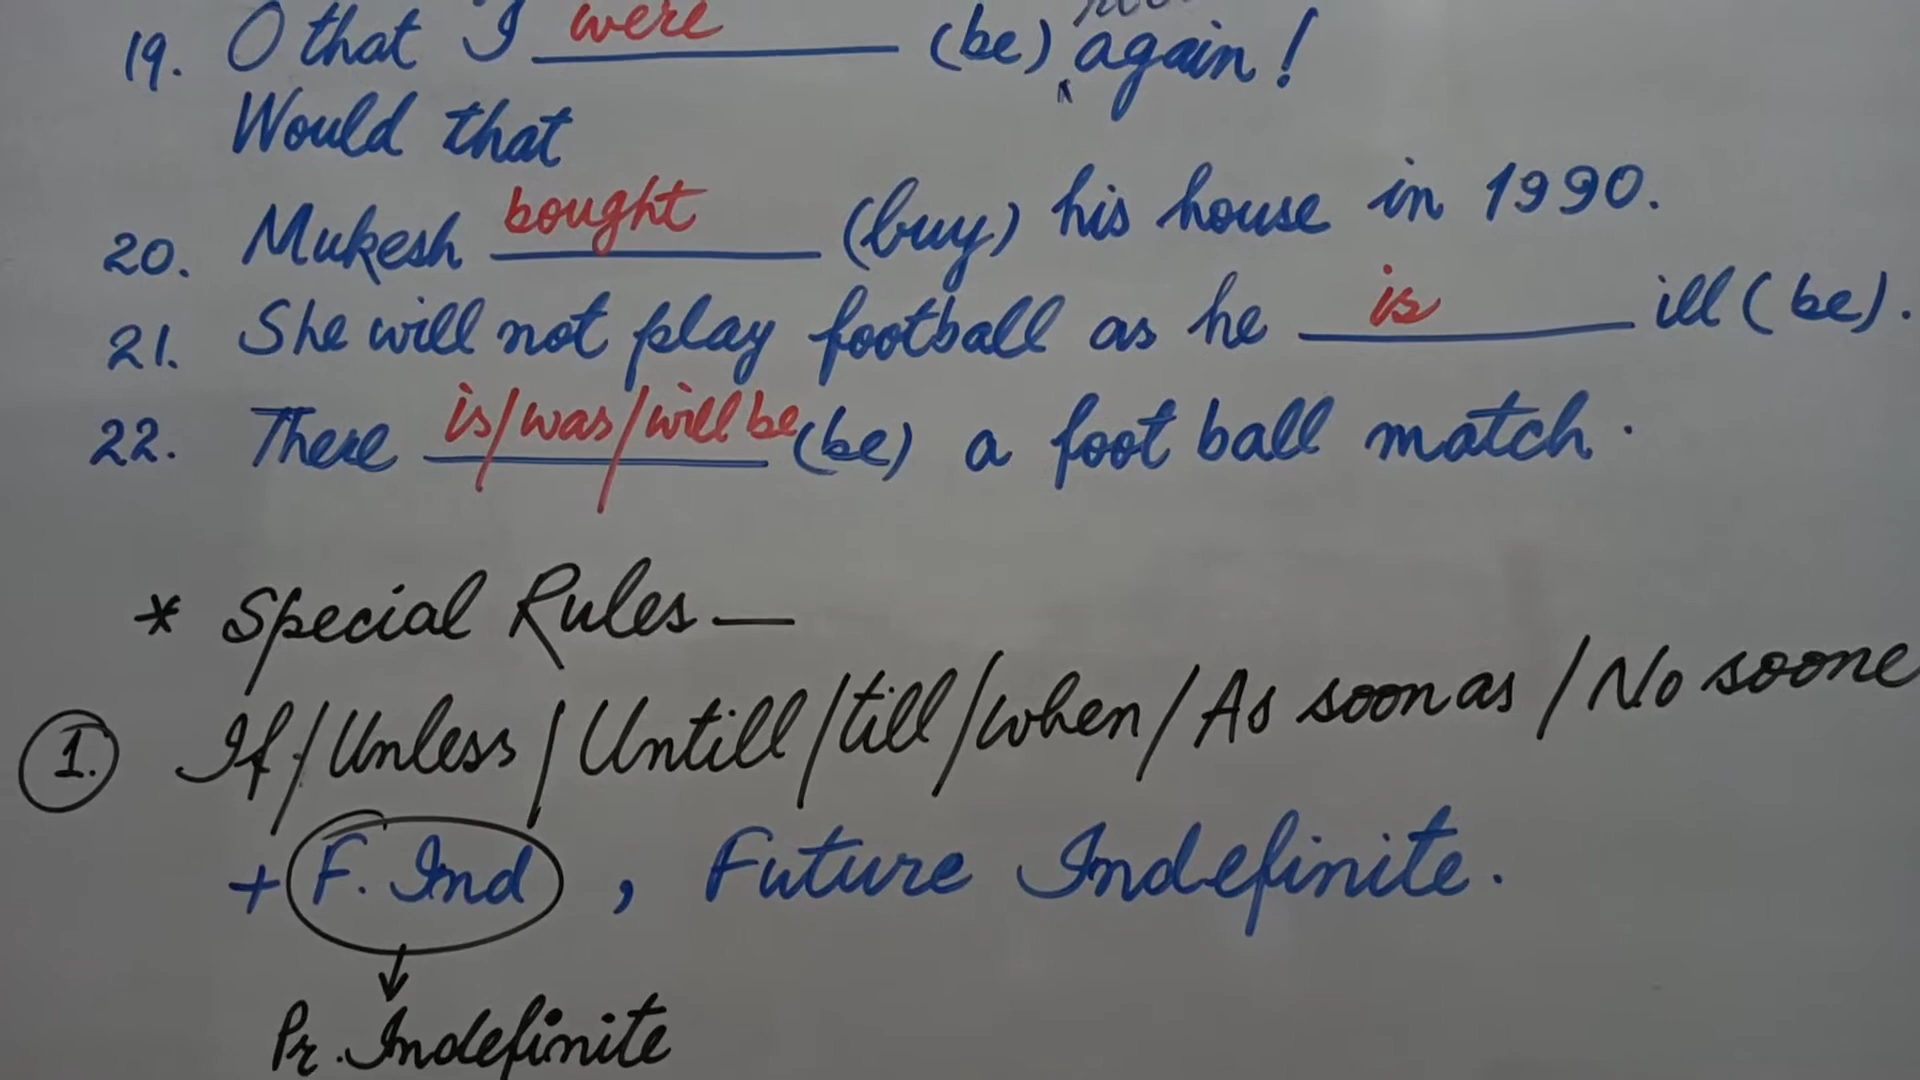 19. O that I were (be) again!
Would that
20. Mukesh bought (buy) his house in 1990.
21. She will not play football as he is ill (be).
22. There is/was/will be (be) a foot ball match.
* Special Rules —
1. If/Unless/Untill/till/when/As soon as/No soone
+ F. Ind, Future Indefinite.
Pr. Indefinite